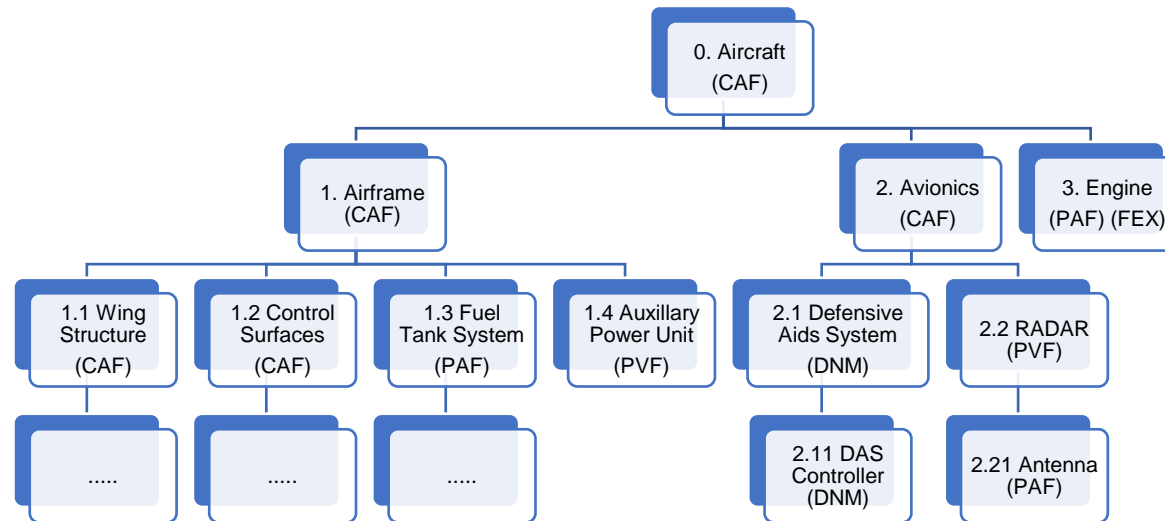 0. Aircraft
(CAF)
1. Airframe
(CAF)
2. Avionics
(CAF)
3. Engine
(PAF) (FEX)
1.1 Wing
Structure
(CAF)
1.2 Control
Surfaces
(CAF)
1.3 Fuel
Tank System
(PAF)
1.4 Auxillary
Power Unit
(PVF)
2.1 Defensive
Aids System
(DNM)
2.2 RADAR
(PVF)
.....
.....
.....
2.11 DAS
Controller
(DNM)
2.21 Antenna
(PAF)